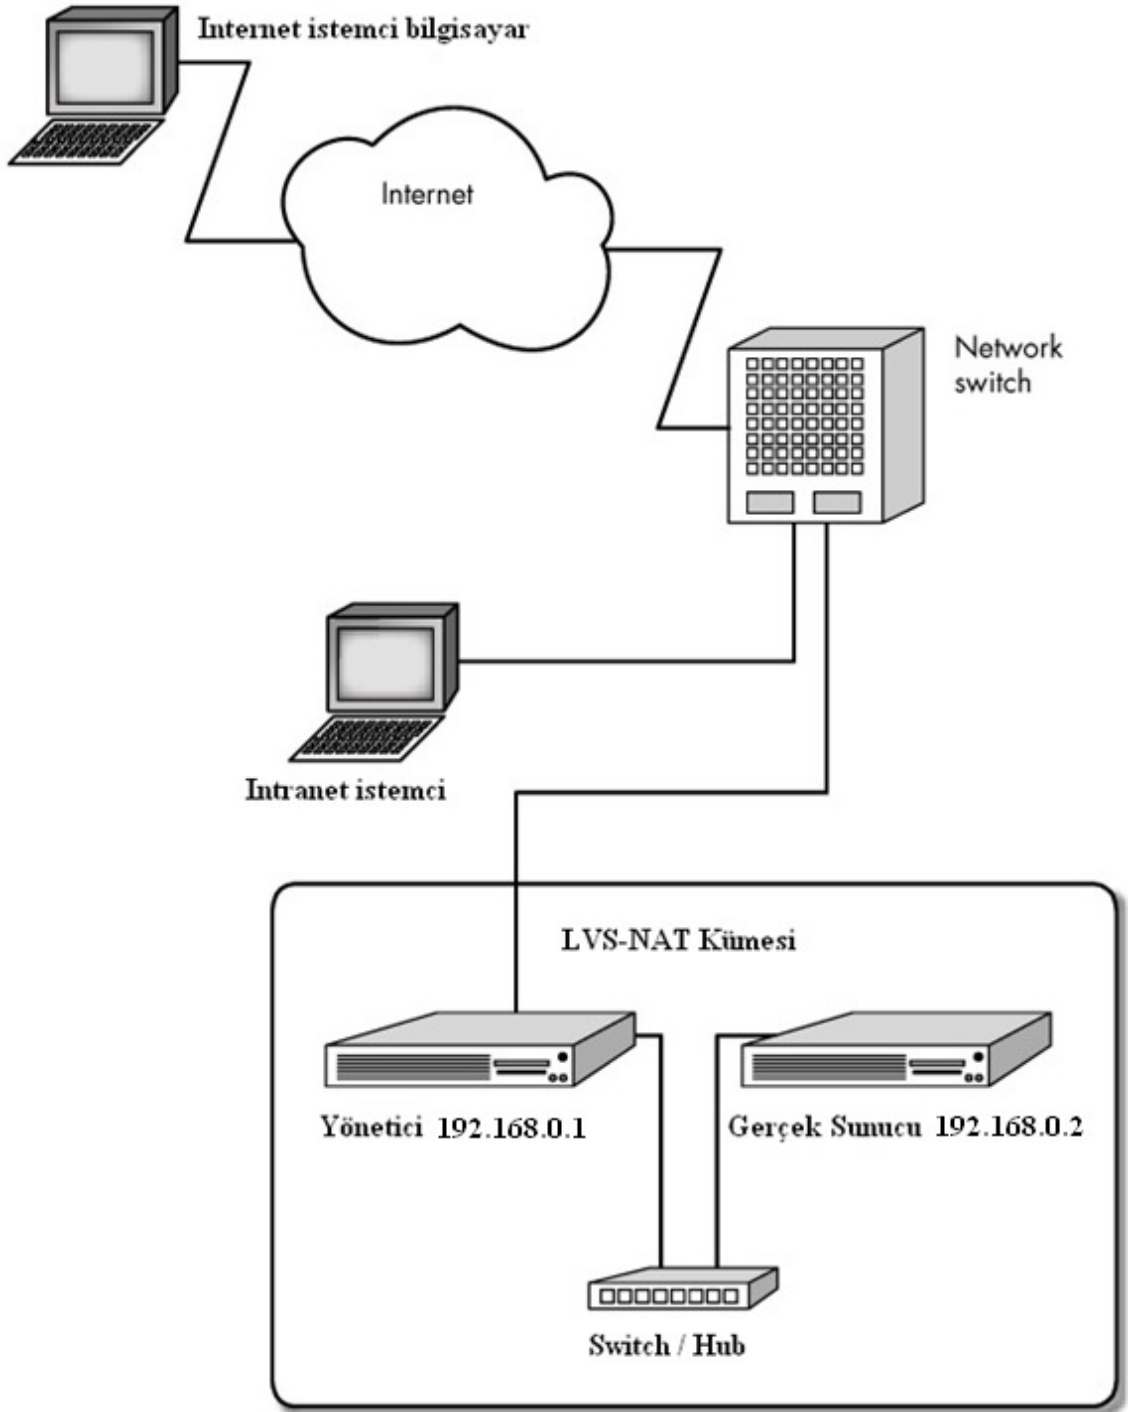 Internet istemci bilgisayar
Internet
Network
switch
Intranet istemci
LVS-NAT Kümesi
Yönetici 192.168.0.1
Gerçek Sunucu 192.168.0.2
Switch / Hub